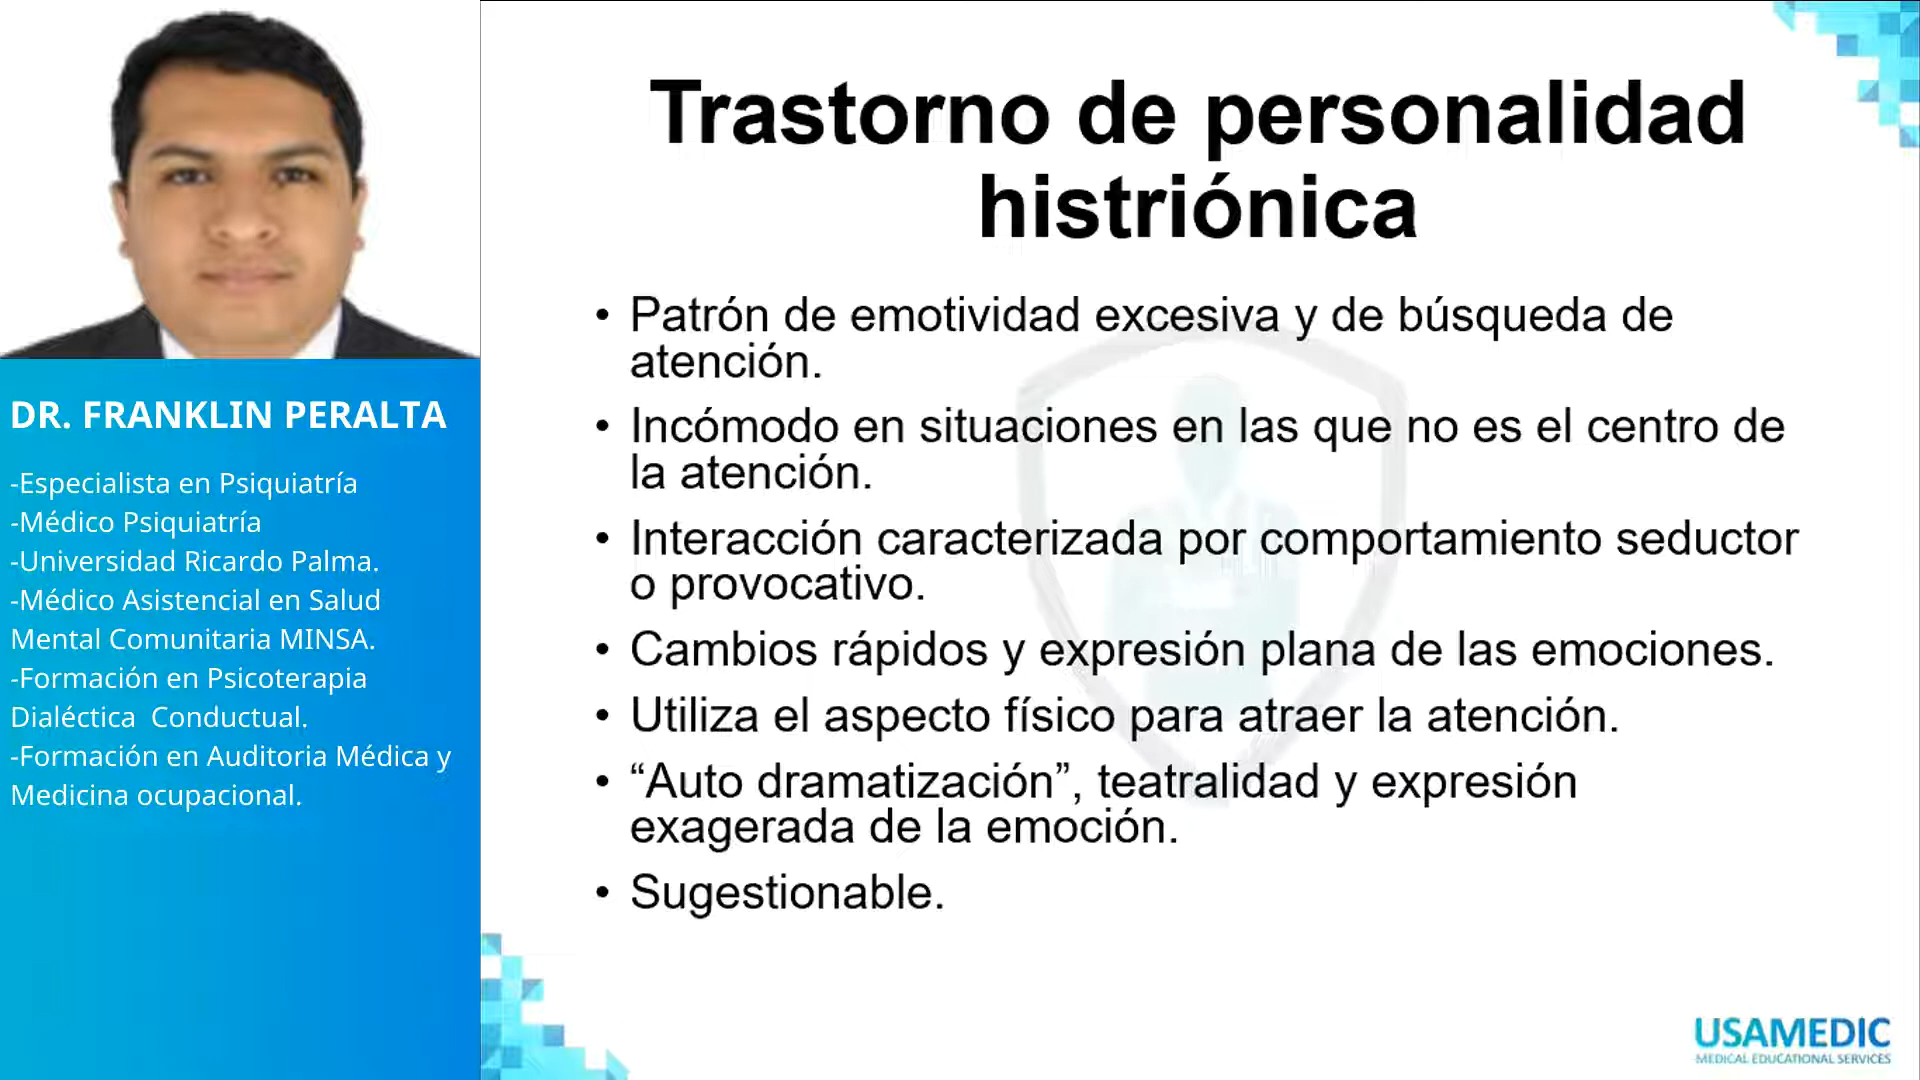 DR. FRANKLIN PERALTA
-Especialista en Psiquiatría
-Médico Psiquiatría
-Universidad Ricardo Palma.
-Médico Asistencial en Salud
Mental Comunitaria MINSA.
-Formación en Psicoterapia
Dialéctica  Conductual.
-Formación en Auditoria Médica y
Medicina ocupacional.
Trastorno de personalidad
histriónica
• Patrón de emotividad excesiva y de búsqueda de
atención.
• Incómodo en situaciones en las que no es el centro de
la atención.
• Interacción caracterizada por comportamiento seductor
o provocativo.
• Cambios rápidos y expresión plana de las emociones.
• Utiliza el aspecto físico para atraer la atención.
• “Auto dramatización”, teatralidad y expresión
exagerada de la emoción.
• Sugestionable.
USAMEDIC
MEDICAL EDUCATIONAL SERVICES